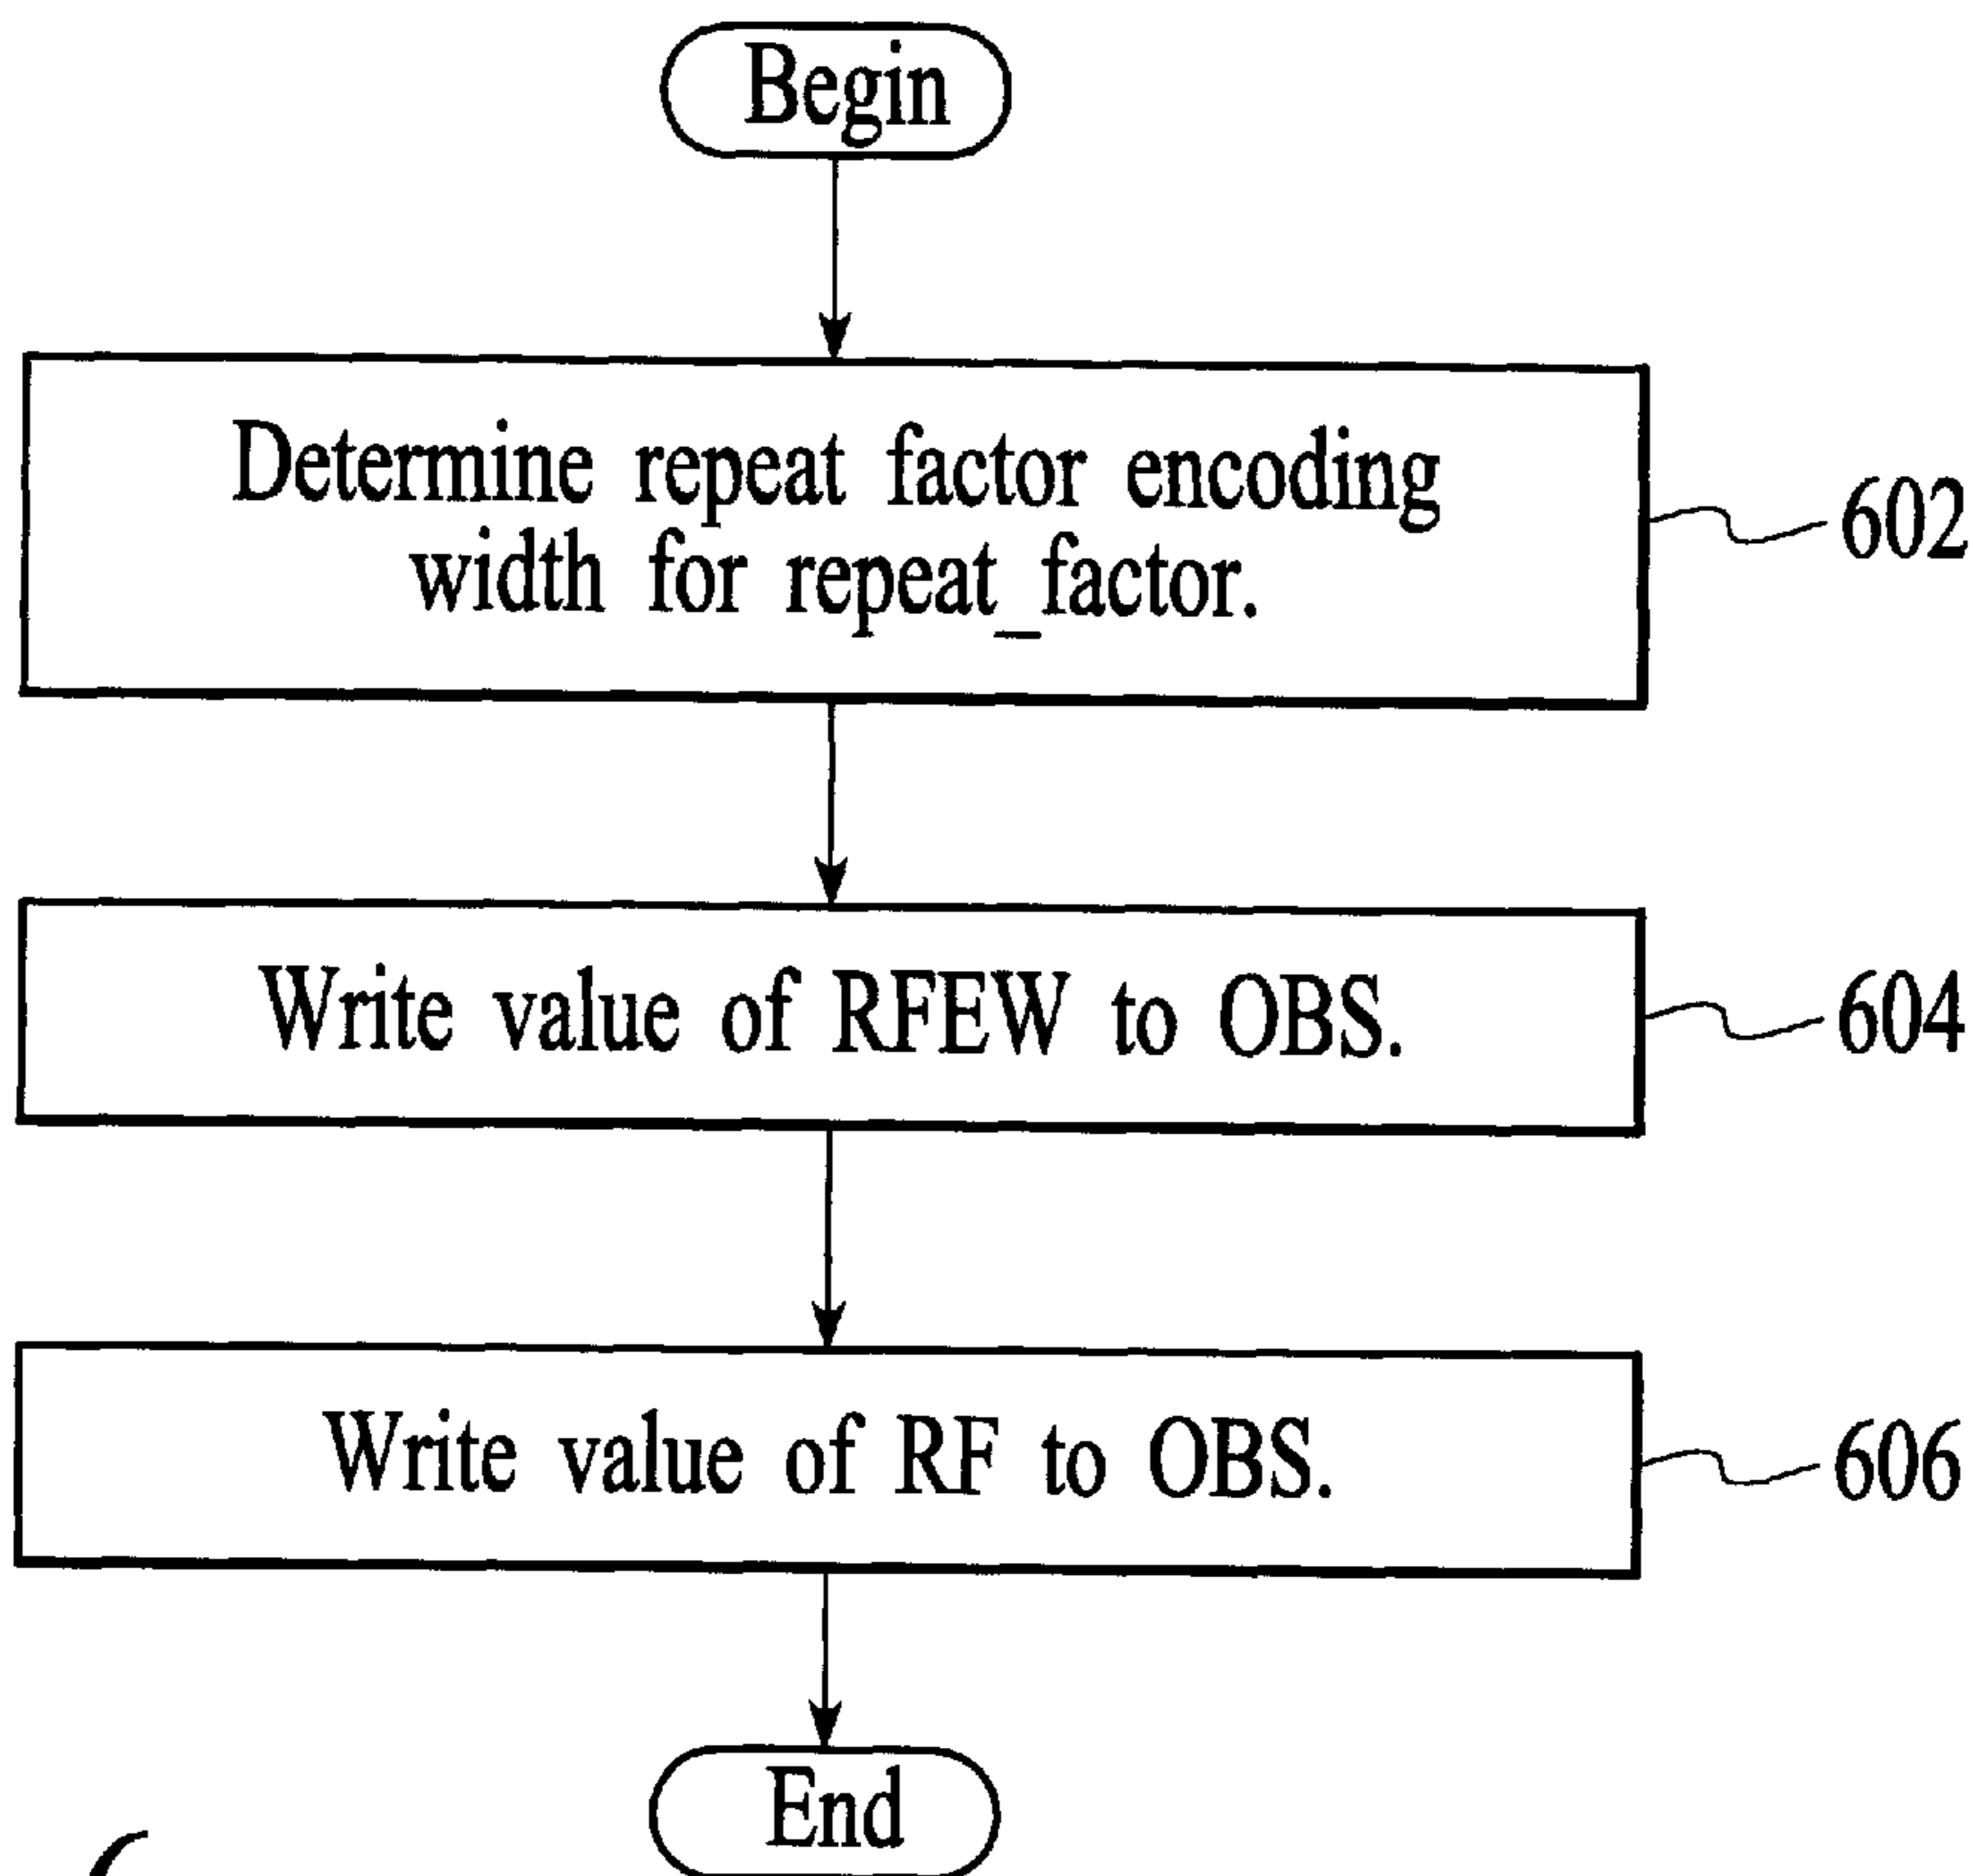 Begin
Determine repeat factor encoding
width for repeat_factor.
602
Write value of RFEW to OBS.
604
Write value of RF to OBS.
606
End